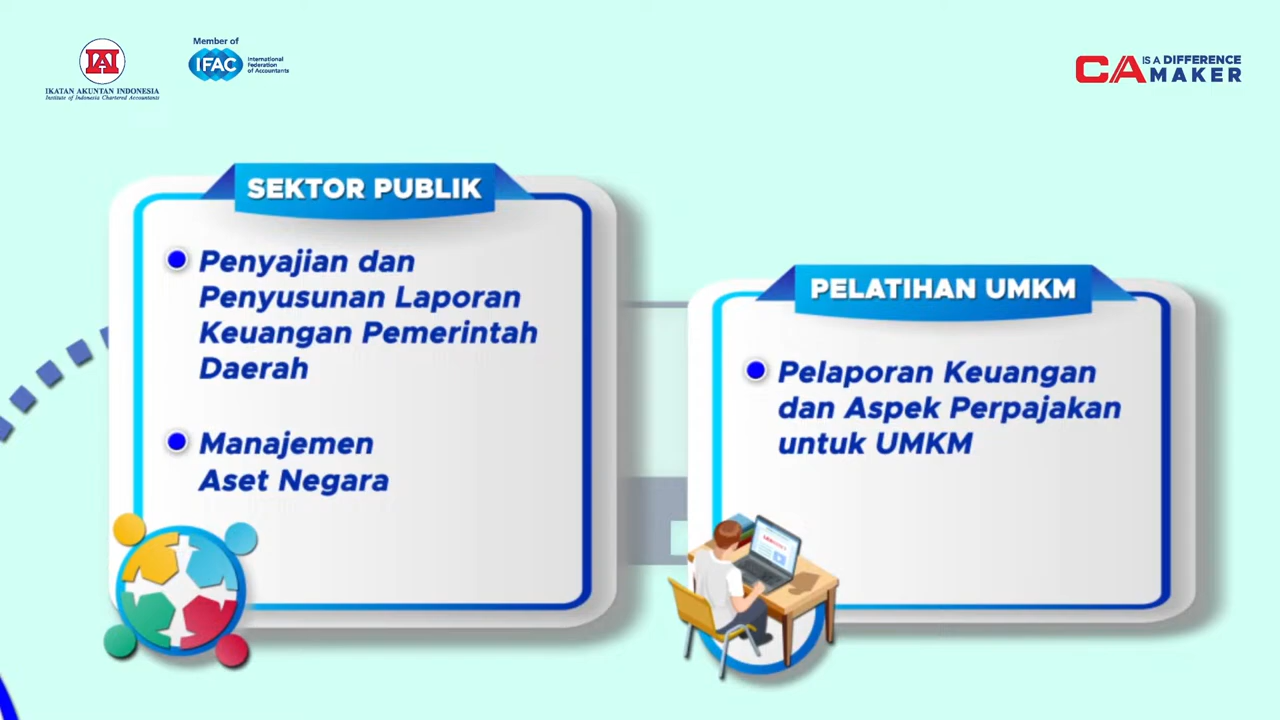 IAI
IKATAN AKUNTAN INDONESIA
Institute of Indonesia Chartered Accountants
Member of
IFAC
International
Federation
of Accountants
CA IS A DIFFERENCE
MAKER
SEKTOR PUBLIK
Penyajian dan
Penyusunan Laporan
Keuangan Pemerintah
Daerah
Manajemen
Aset Negara
PELATIHAN UMKM
Pelaporan Keuangan
dan Aspek Perpajakan
untuk UMKM